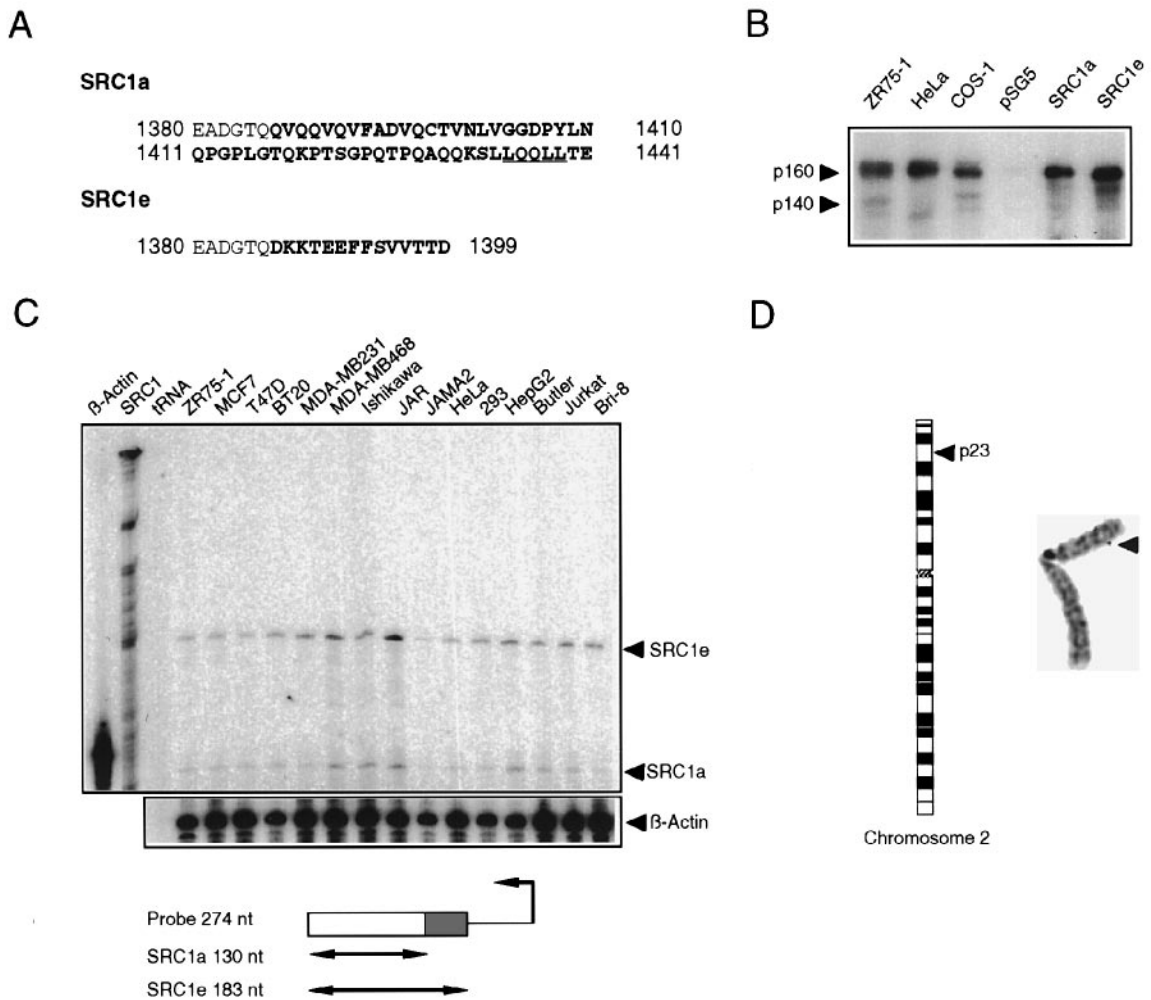 A
SRC1a
1380 EADGTQQVQQVQVFADVQCTVNLVGGDPYLN 1410
1411 QPGPLGTQKPTSGPQTPQAQQKSLLQQLLTE 1441
SRC1e
1380 EADGTQDKKTEEFFSVVTTD 1399
B
ZR75-1 HeLa COS-1 pSG5 SRC1a SRC1e
p160
p140
C
ß-Actin SRC1 tRNA ZR75-1 MCF7 T47D BT20 MDA-MB231 MDA-MB468 Ishikawa JAR JAMA2 HeLa 293 HepG2 Butler Jurkat Bri-8
SRC1e
SRC1a
ß-Actin
Probe 274 nt
SRC1a 130 nt
SRC1e 183 nt
D
p23
Chromosome 2